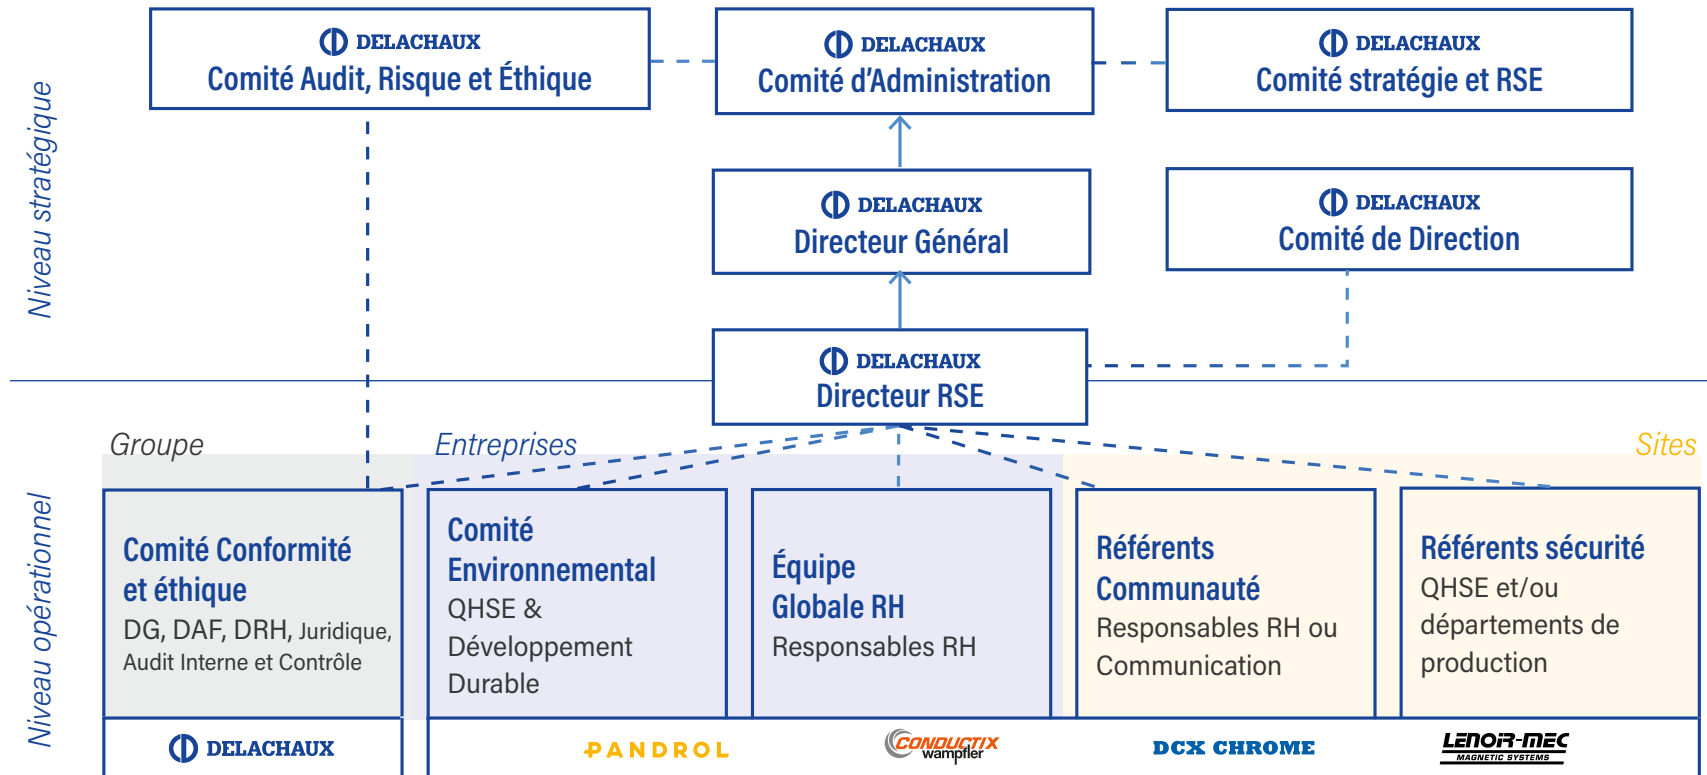 Niveau stratégique
DELACHAUX
Comité Audit, Risque et Éthique
DELACHAUX
Comité d'Administration
DELACHAUX
Comité stratégie et RSE
DELACHAUX
Directeur Général
DELACHAUX
Comité de Direction
DELACHAUX
Directeur RSE
Niveau opérationnel
Groupe
Entreprises
Sites
Comité Conformité
et éthique
DG, DAF, DRH, Juridique,
Audit Interne et Contrôle
Comité
Environnemental
QHSE &
Développement
Durable
Équipe
Globale RH
Responsables RH
Référents
Communauté
Responsables RH ou
Communication
Référents sécurité
QHSE et/ou
départements de
production
DELACHAUX
PANDROL
CONDUCTIX
wampfler
DCX CHROME
LENOIR-MEC
MAGNETIC SYSTEMS